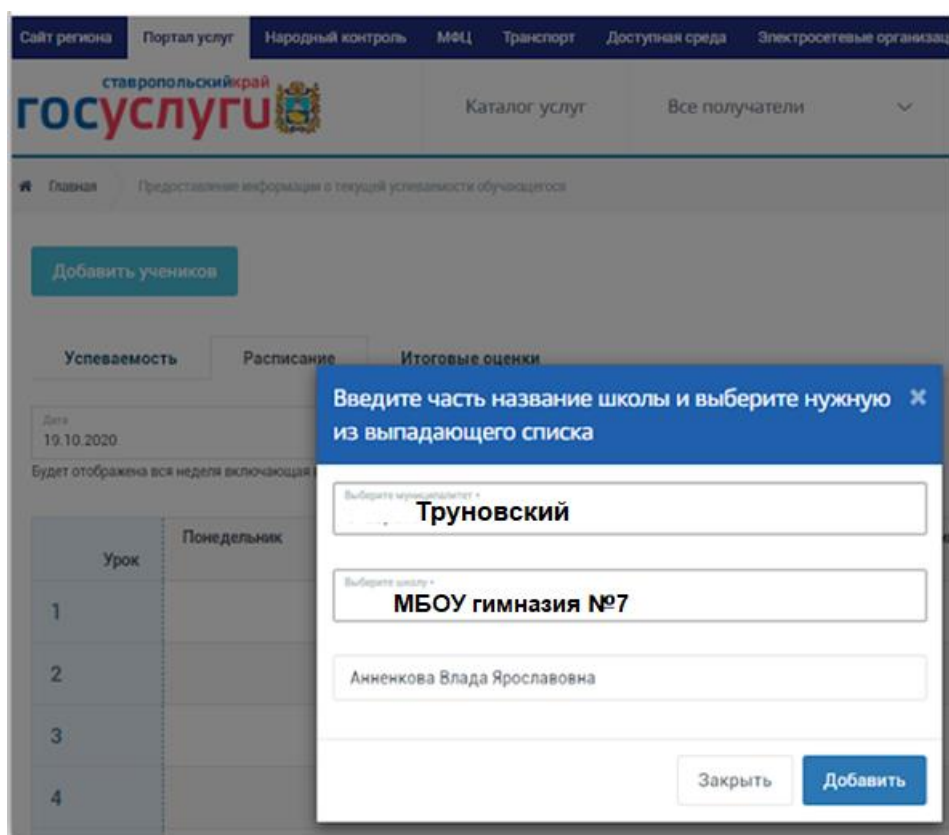 Сайт региона Портал услуг Народный контроль МФЦ Транспорт Доступная среда Электросетевые организац
ставропольскийкрай
госуслуги
Каталог услуг Все получатели
Главная Предоставление информации о текущей успеваемости обучающегося
Добавить учеников
Успеваемость Расписание Итоговые оценки
Введите часть название школы и выберите нужную
из выпадающего списка
Дата
19.10.2020
Будет отображена вся неделя включающая
Выберите муниципалитет *
Труновский
Понедельник
Урок
Выберите школу *
МБОУ гимназия №7
1
2
Анненкова Влада Ярославовна
3
Закрыть Добавить
4